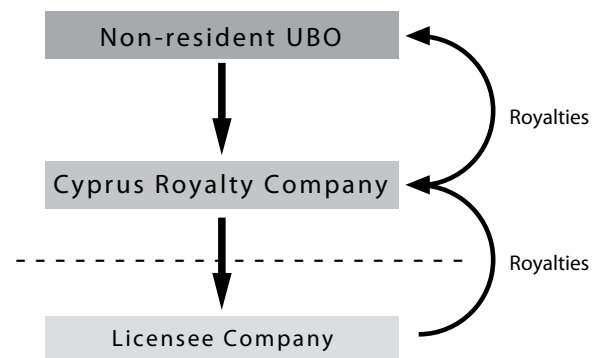 Non-resident UBO
Royalties
Cyprus Royalty Company
Royalties
Licensee Company